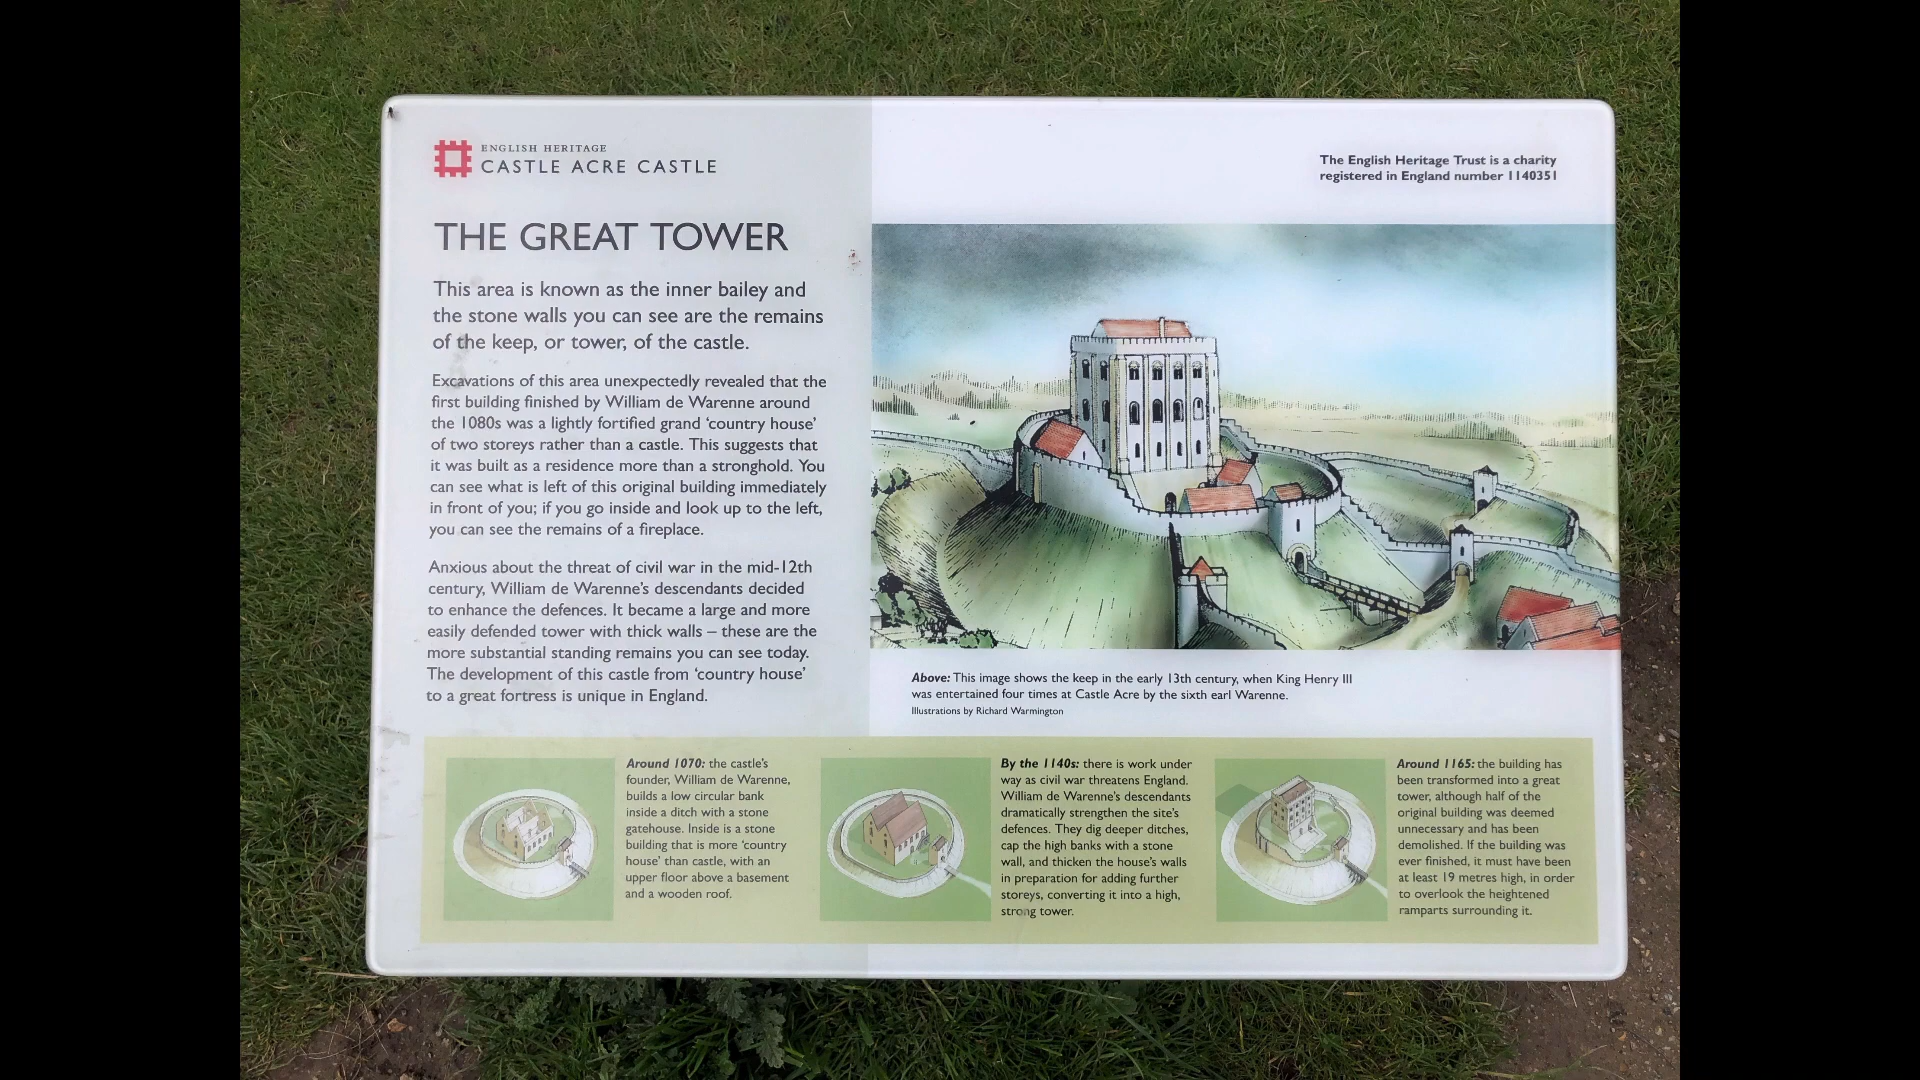 ENGLISH HERITAGE
CASTLE ACRE CASTLE
The English Heritage Trust is a charity
registered in England number 1140351
THE GREAT TOWER
This area is known as the inner bailey and
the stone walls you can see are the remains
of the keep, or tower, of the castle.
Excavations of this area unexpectedly revealed that the
first building finished by William de Warenne around
the 1080s was a lightly fortified grand ‘country house’
of two storeys rather than a castle. This suggests that
it was built as a residence more than a stronghold. You
can see what is left of this original building immediately
in front of you; if you go inside and look up to the left,
you can see the remains of a fireplace.
Anxious about the threat of civil war in the mid-12th
century, William de Warenne’s descendants decided
to enhance the defences. It became a large and more
easily defended tower with thick walls – these are the
more substantial standing remains you can see today.
The development of this castle from ‘country house’
to a great fortress is unique in England.
Above: This image shows the keep in the early 13th century, when King Henry III
was entertained four times at Castle Acre by the sixth earl Warenne.
Illustrations by Richard Warmington
Around 1070: the castle’s
founder, William de Warenne,
builds a low circular bank
inside a ditch with a stone
gatehouse. Inside is a stone
building that is more ‘country
house’ than castle, with an
upper floor above a basement
and a wooden roof.
By the 1140s: there is work under
way as civil war threatens England.
William de Warenne’s descendants
dramatically strengthen the site’s
defences. They dig deeper ditches,
cap the high banks with a stone
wall, and thicken the house’s walls
in preparation for adding further
storeys, converting it into a high,
strong tower.
Around 1165: the building has
been transformed into a great
tower, although half of the
original building was deemed
unnecessary and has been
demolished. If the building was
ever finished, it must have been
at least 19 metres high, in order
to overlook the heightened
ramparts surrounding it.